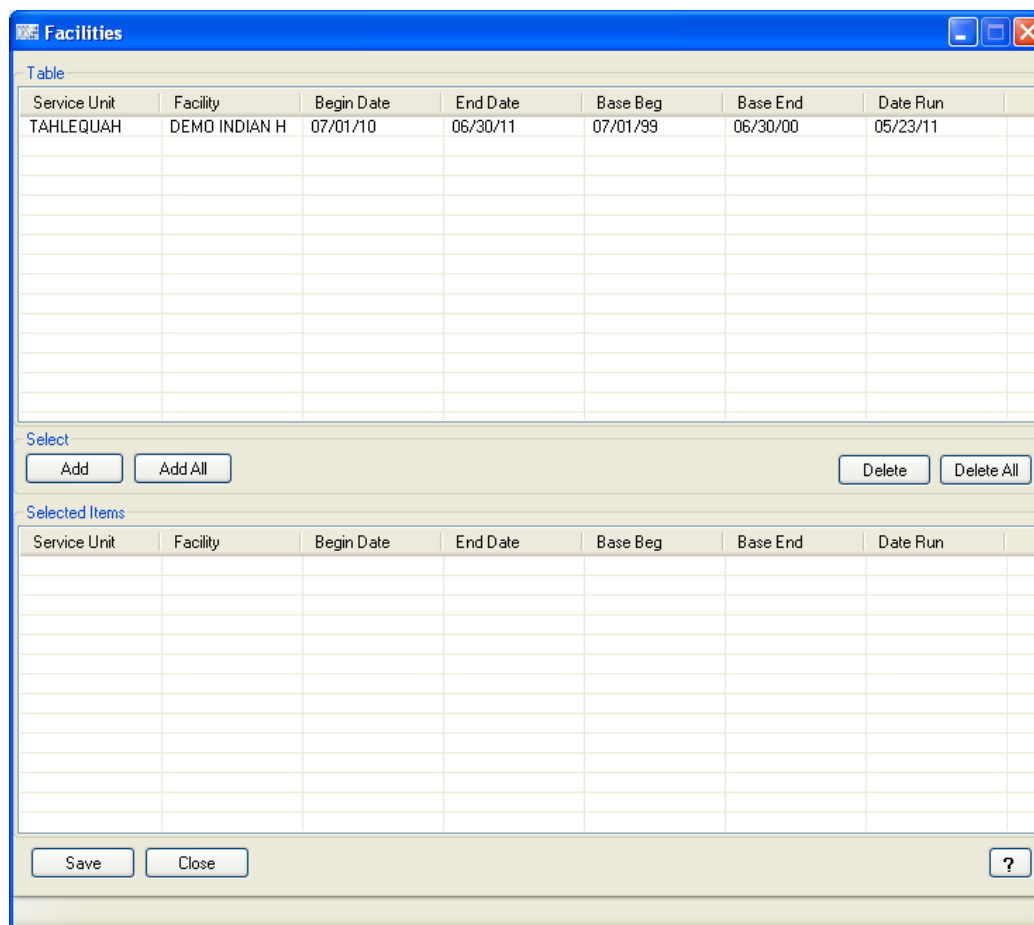 Facilities
Table
Service Unit Facility Begin Date End Date Base Beg Base End Date Run
TAHLEQUAH DEMO INDIAN H 07/01/10 06/30/11 07/01/99 06/30/00 05/23/11
Select
Add Add All Delete Delete All
Selected Items
Service Unit Facility Begin Date End Date Base Beg Base End Date Run
Save Close ?